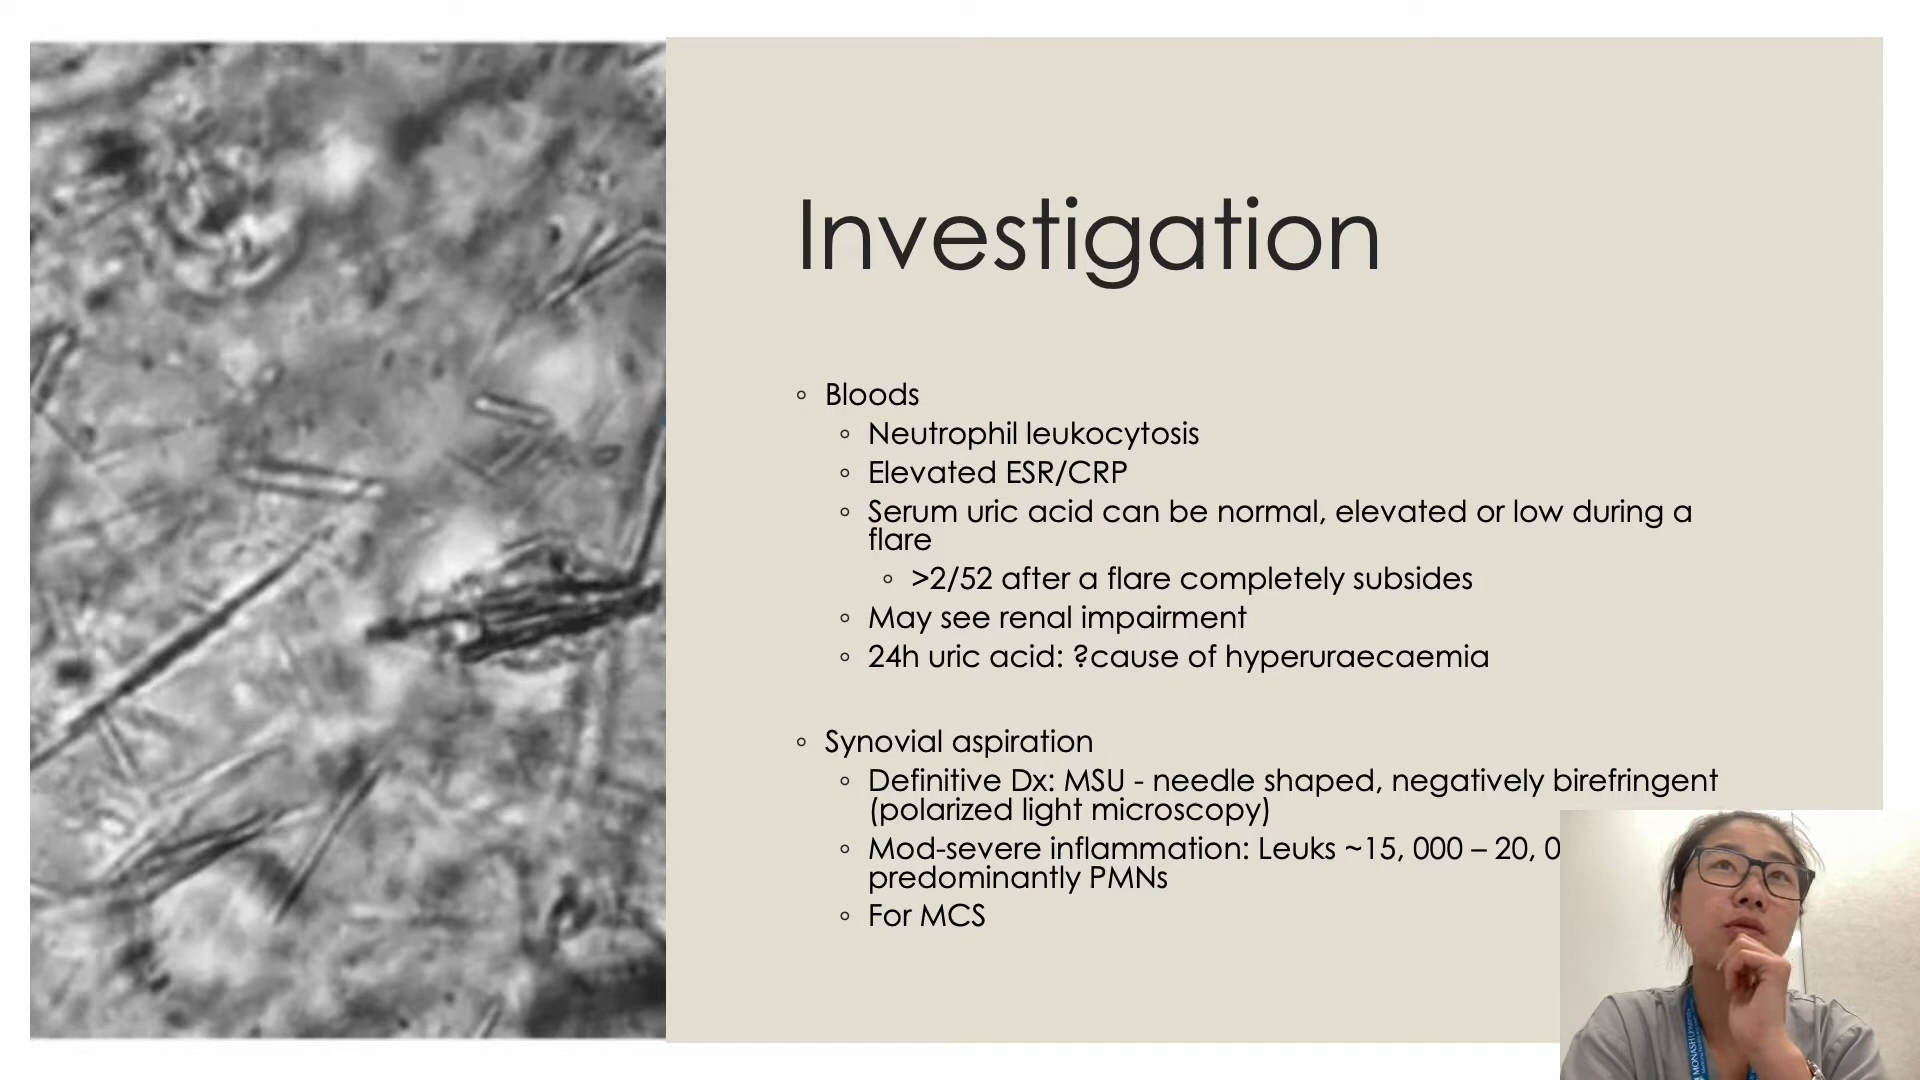 Investigation
◦ Bloods
◦ Neutrophil leukocytosis
◦ Elevated ESR/CRP
◦ Serum uric acid can be normal, elevated or low during a
flare
◦ >2/52 after a flare completely subsides
◦ May see renal impairment
◦ 24h uric acid: ?cause of hyperuraecaemia
◦ Synovial aspiration
◦ Definitive Dx: MSU - needle shaped, negatively birefringent
(polarized light microscopy)
◦ Mod-severe inflammation: Leuks ~15, 000 – 20, 0
predominantly PMNs
◦ For MCS
MONASH University